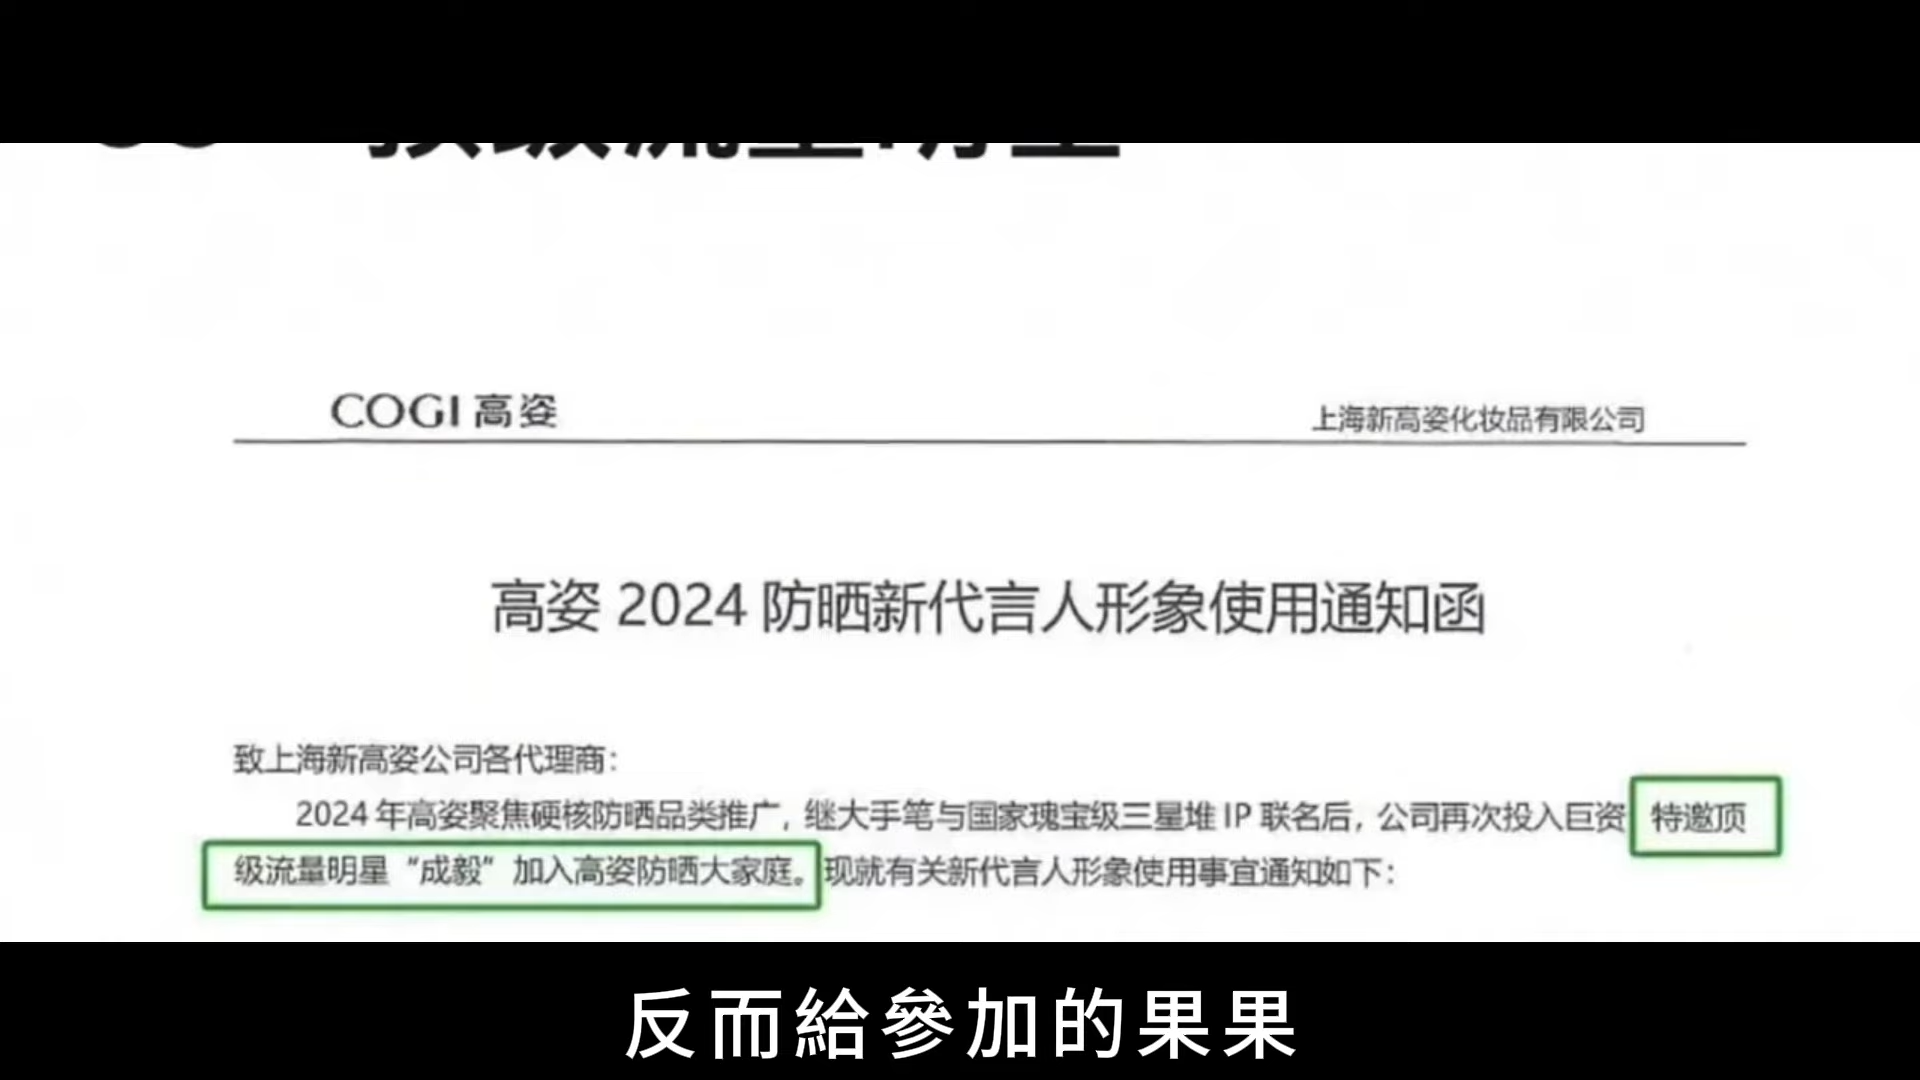 COGI高姿
上海新高姿化妆品有限公司
高姿 2024 防晒新代言人形象使用通知函
致上海新高姿公司各代理商：
2024 年高姿聚焦硬核防晒品类推广，继大手笔与国家瑰宝级三星堆 IP 联名后，公司再次投入巨资特邀顶
级流量明星“成毅”加入高姿防晒大家庭。现就有关新代言人形象使用事宜通知如下：
反而給參加的果果